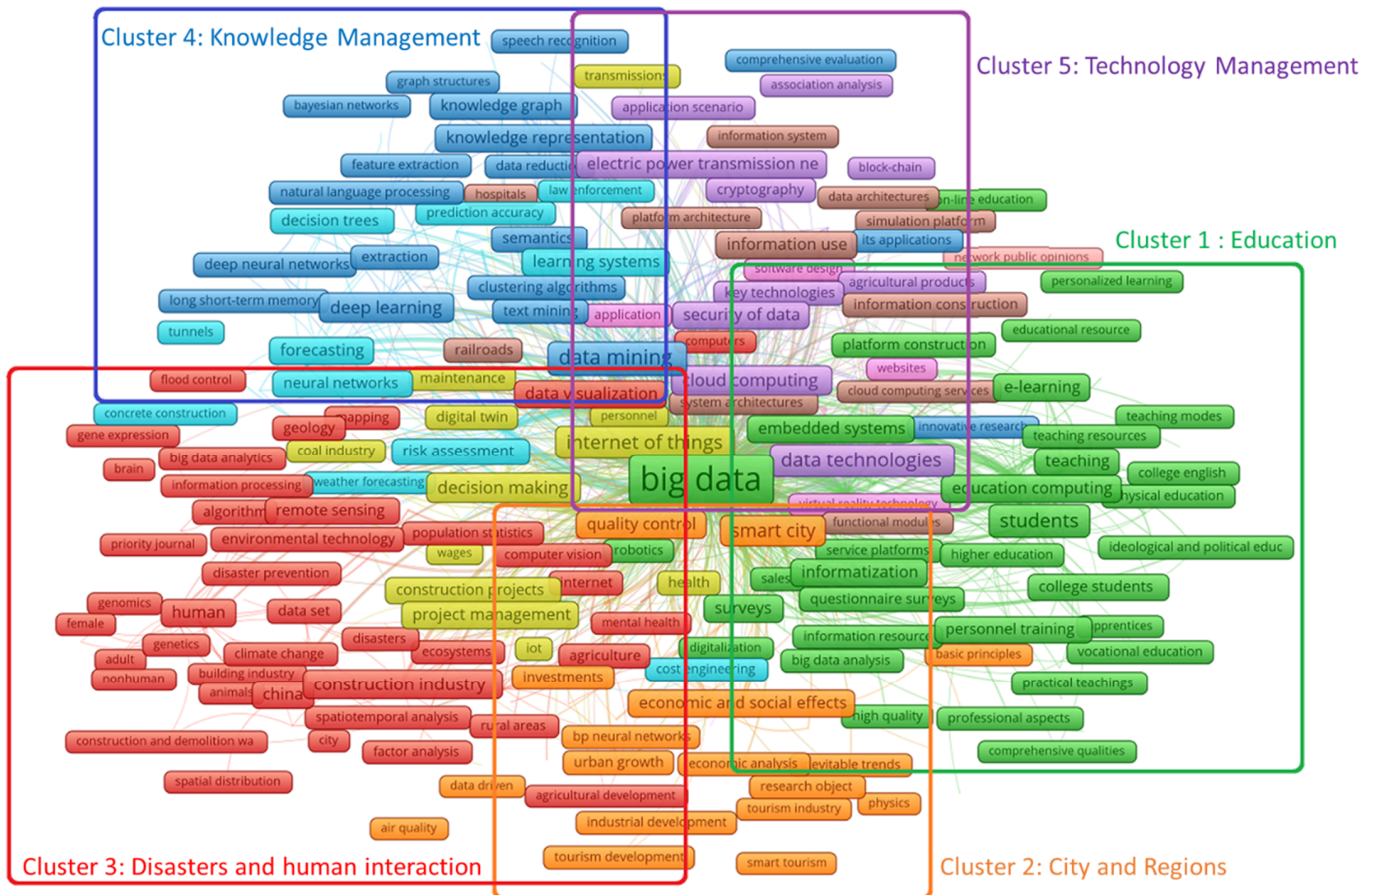 Cluster 4: Knowledge Management
speech recognition
Cluster 5: Technology Management
comprehensive evaluation
transmissions
graph structures
association analysis
bayesian networks
knowledge graph
application scenario
knowledge representation
information system
feature extraction
data reductio
electric power transmission ne
block-chain
natural language processing
hospitals
law enforcement
cryptography
data architectures
on-line education
decision trees
prediction accuracy
platform architecture
simulation platform
semantics
information use
its applications
Cluster 1 : Education
deep neural networks
extraction
learning systems
software design
network public opinions
clustering algorithms
key technologies
agricultural products
personalized learning
long short-term memory
deep learning
text mining
application
security of data
information construction
tunnels
computers
platform construction
educational resource
forecasting
railroads
data mining
websites
flood control
neural networks
maintenance
data visualization
cloud computing
cloud computing services
e-learning
concrete construction
mapping
digital twin
personnel
system architectures
teaching modes
gene expression
geology
coal industry
risk assessment
internet of things
embedded systems
innovative research
teaching resources
brain
big data analytics
data technologies
teaching
college english
information processing
weather forecasting
decision making
big data
education computing
hysical education
algorithm
remote sensing
virtual reality technology
priority journal
environmental technology
population statistics
quality control
smart city
functional modules
students
wages
computer vision
robotics
service platforms
higher education
ideological and political educ
disaster prevention
construction projects
internet
health
sales
informatization
college students
genomics
human
data set
project management
surveys
questionnaire surveys
female
mental health
information resource
personnel training
pprentices
genetics
disasters
ecosystems
iot
agriculture
digitalization
big data analysis
basic principles
vocational education
adult
climate change
cost engineering
nonhuman
building industry
animals
china
construction industry
investments
practical teachings
economic and social effects
high quality
professional aspects
spatiotemporal analysis
rural areas
construction and demolition wa
city
factor analysis
bp neural networks
comprehensive qualities
urban growth
economic analysis
evitable trends
spatial distribution
data driven
agricultural development
research object
tourism industry
physics
air quality
industrial development
tourism development
smart tourism
Cluster 3: Disasters and human interaction
Cluster 2: City and Regions